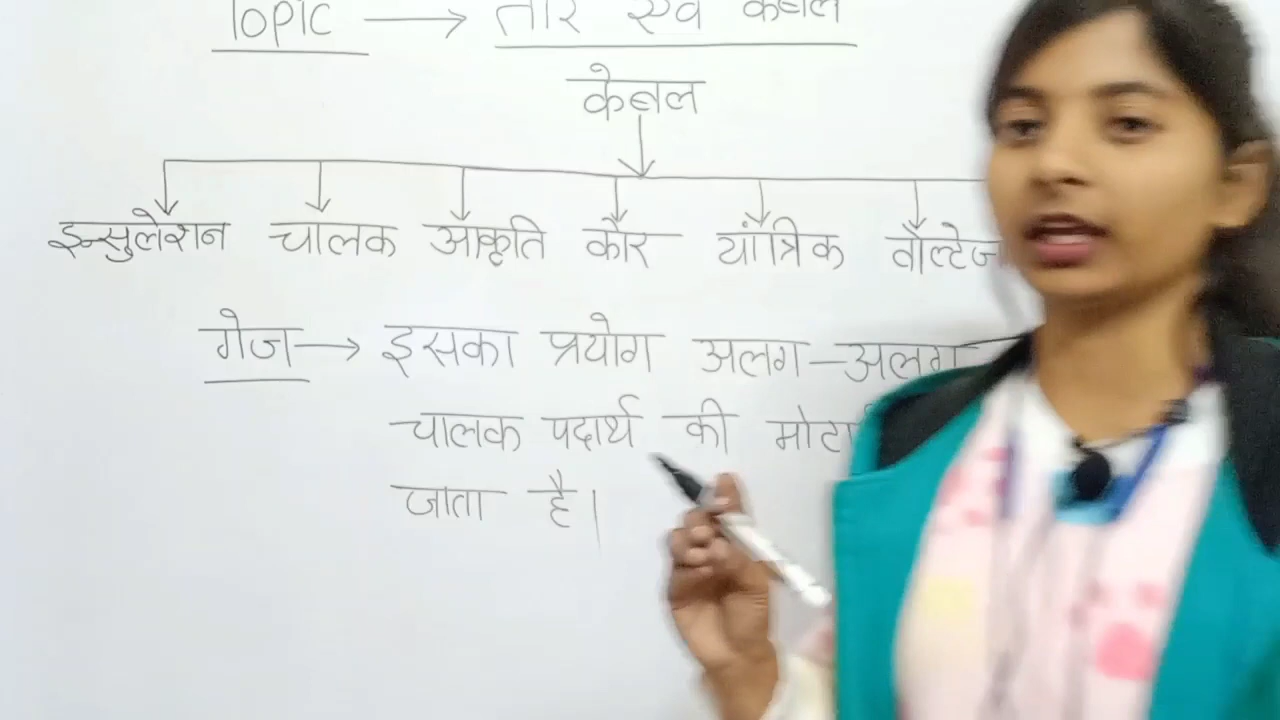 Topic → तार एवं केबल
केबल
इन्सुलेशन चालक आकृति कोर यांत्रिक वोल्टेज
गेज → इसका प्रयोग अलग-अलग
चालक पदार्थ की
जाता है।